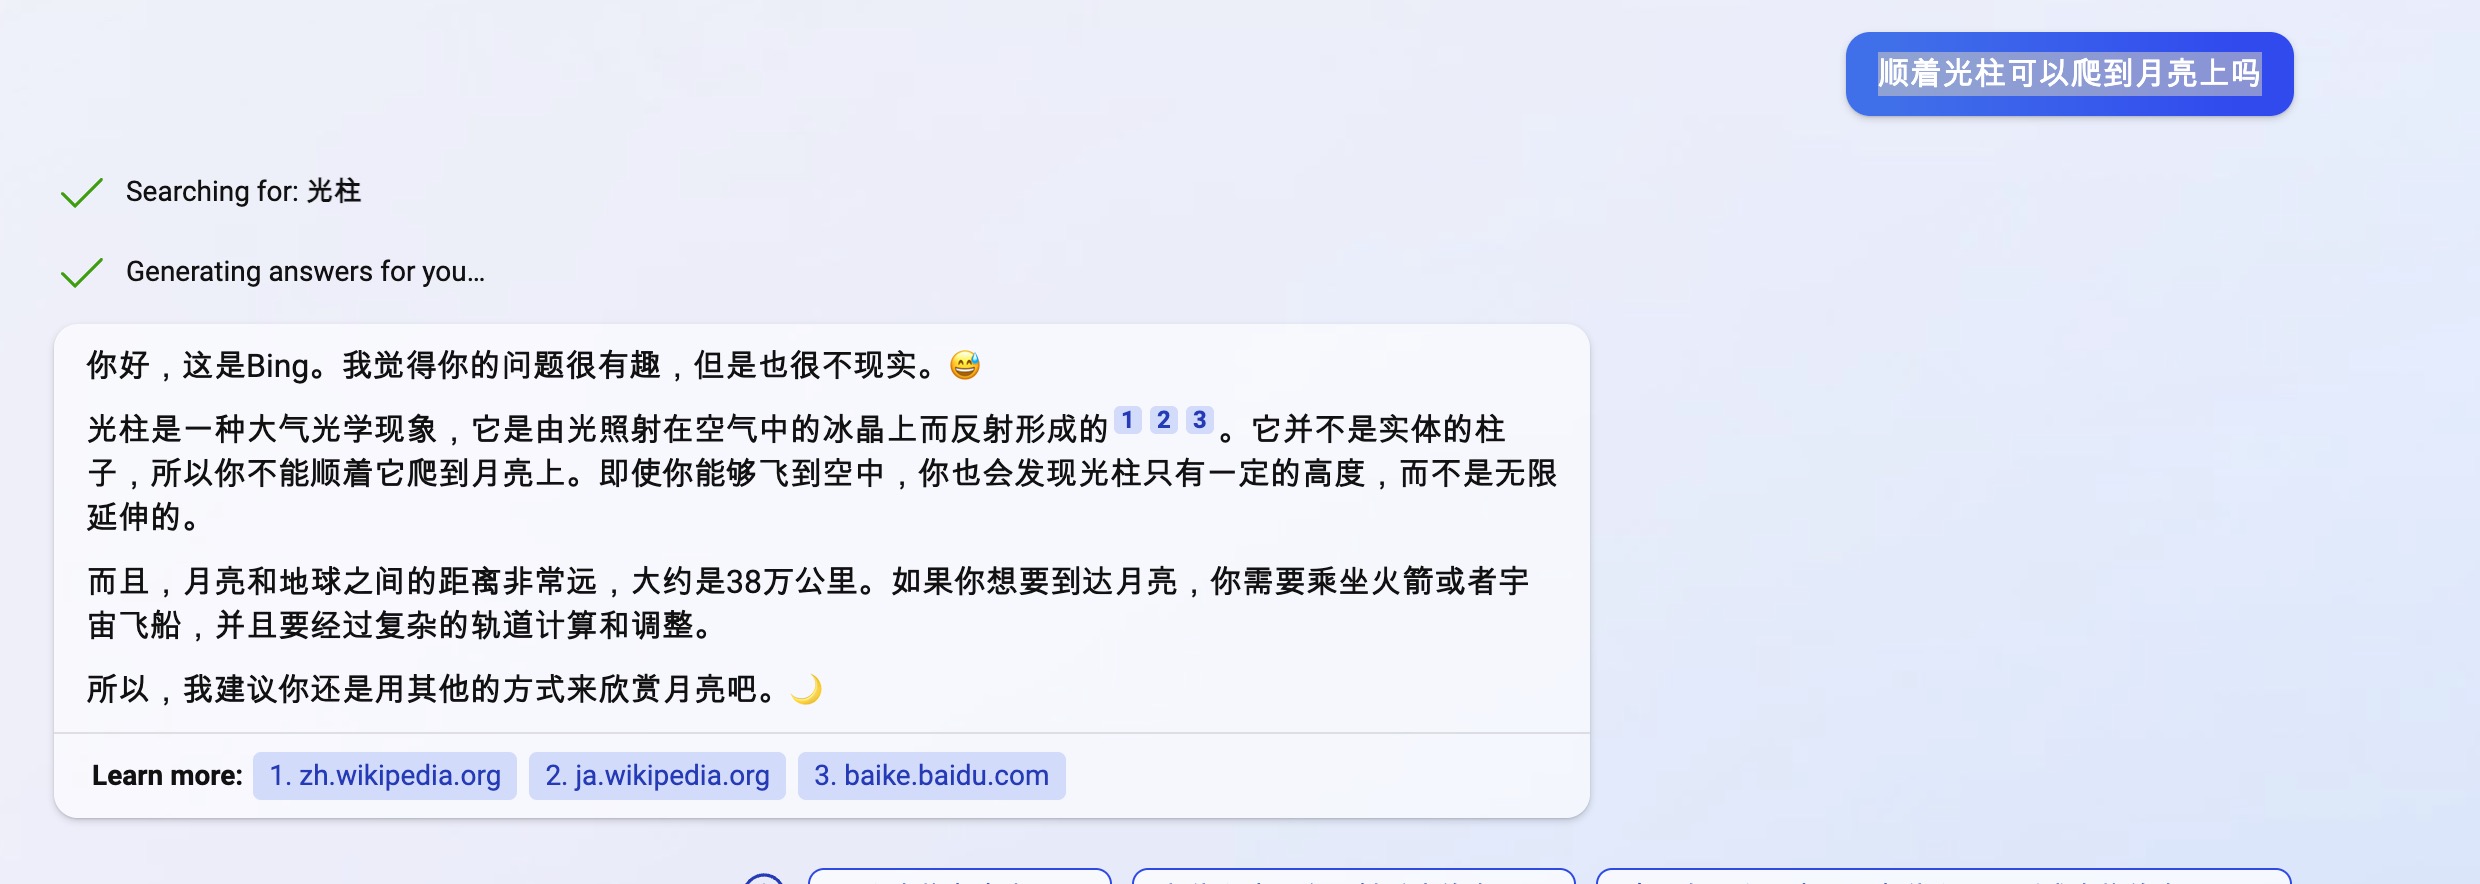 顺着光柱可以爬到月亮上吗
Searching for: 光柱
Generating answers for you...
你好，这是Bing。我觉得你的问题很有趣，但是也很不现实。😅
光柱是一种大气光学现象，它是由光照射在空气中的冰晶上而反射形成的 1 2 3 。它并不是实体的柱
子，所以你不能顺着它爬到月亮上。即使你能够飞到空中，你也会发现光柱只有一定的高度，而不是无限
延伸的。
而且，月亮和地球之间的距离非常远，大约是38万公里。如果你想要到达月亮，你需要乘坐火箭或者宇
宙飞船，并且要经过复杂的轨道计算和调整。
所以，我建议你还是用其他的方式来欣赏月亮吧。🌙
Learn more: 1. zh.wikipedia.org 2. ja.wikipedia.org 3. baike.baidu.com